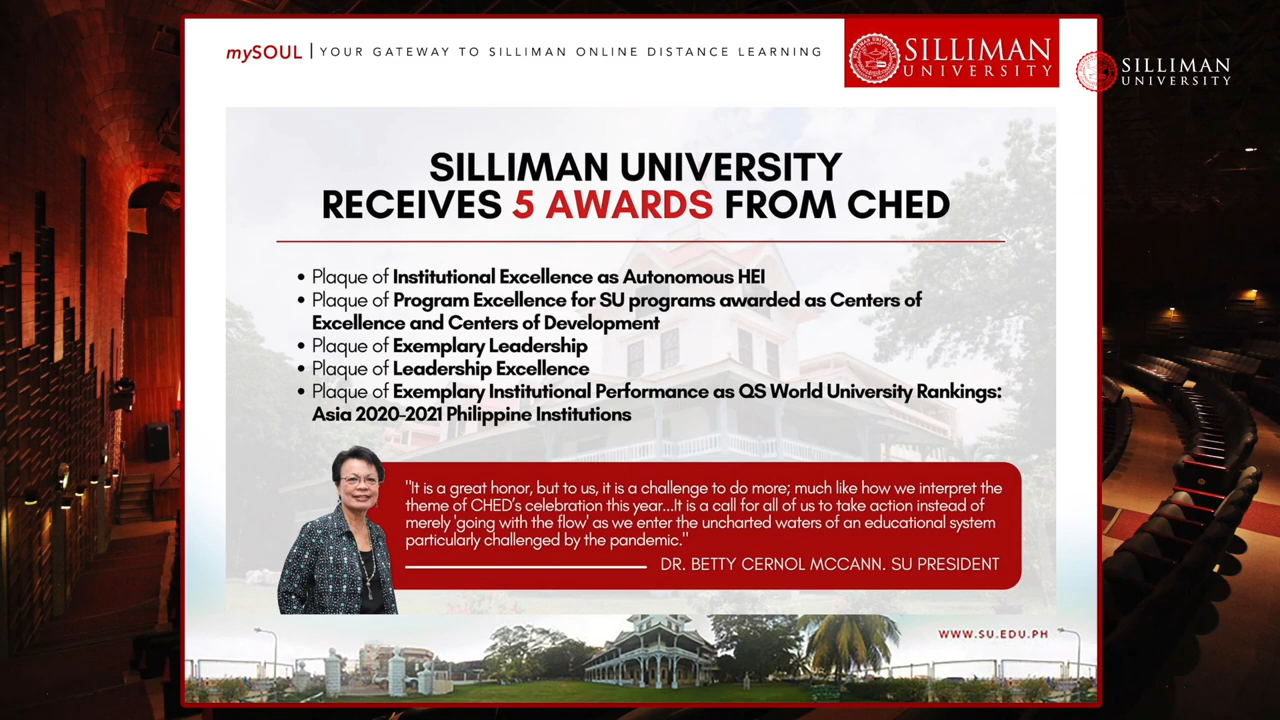 mySOUL | YOUR GATEWAY TO SILLIMAN ONLINE DISTANCE LEARNING
SILLIMAN
UNIVERSITY
SILLIMAN
UNIVERSITY
SILLIMAN UNIVERSITY
RECEIVES 5 AWARDS FROM CHED
• Plaque of Institutional Excellence as Autonomous HEI
• Plaque of Program Excellence for SU programs awarded as Centers of
Excellence and Centers of Development
• Plaque of Exemplary Leadership
• Plaque of Leadership Excellence
• Plaque of Exemplary Institutional Performance as QS World University Rankings:
Asia 2020-2021 Philippine Institutions
"It is a great honor, but to us, it is a challenge to do more; much like how we interpret the
theme of CHED's celebration this year...It is a call for all of us to take action instead of
merely 'going with the flow' as we enter the uncharted waters of an educational system
particularly challenged by the pandemic."
DR. BETTY CERNOL MCCANN. SU PRESIDENT
WWW.SU.EDU.PH